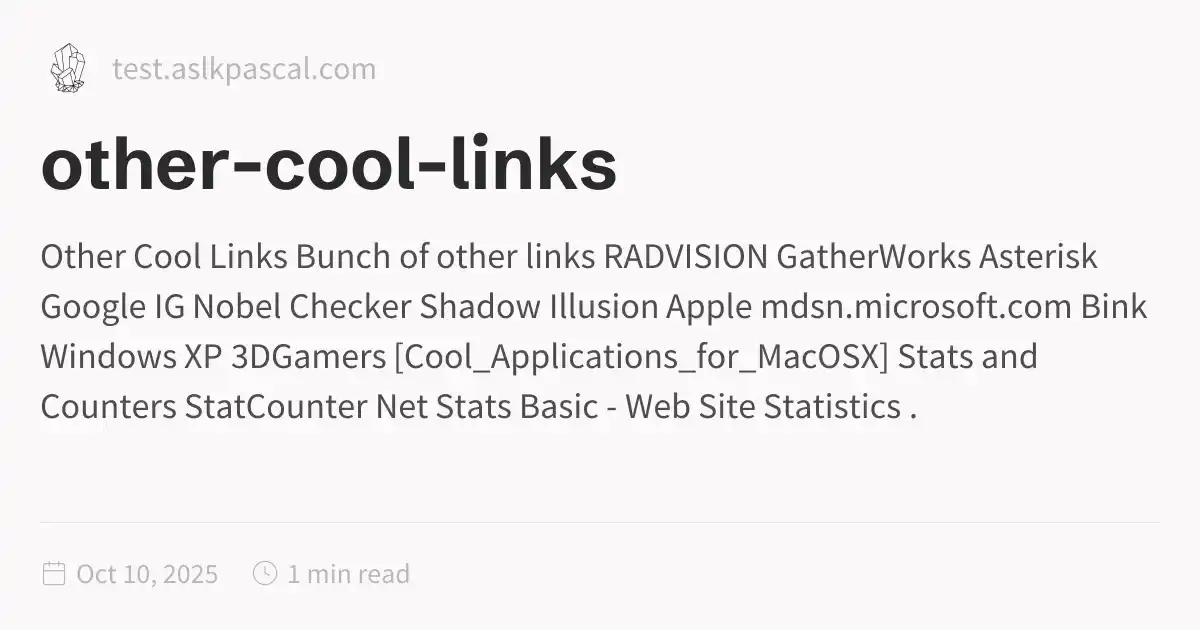 test.aslkpascal.com
other-cool-links
Other Cool Links Bunch of other links RADVISION GatherWorks Asterisk
Google IG Nobel Checker Shadow Illusion Apple mdsn.microsoft.com Bink
Windows XP 3DGamers [Cool_Applications_for_MacOSX] Stats and
Counters StatCounter Net Stats Basic - Web Site Statistics .
Oct 10, 2025 1 min read